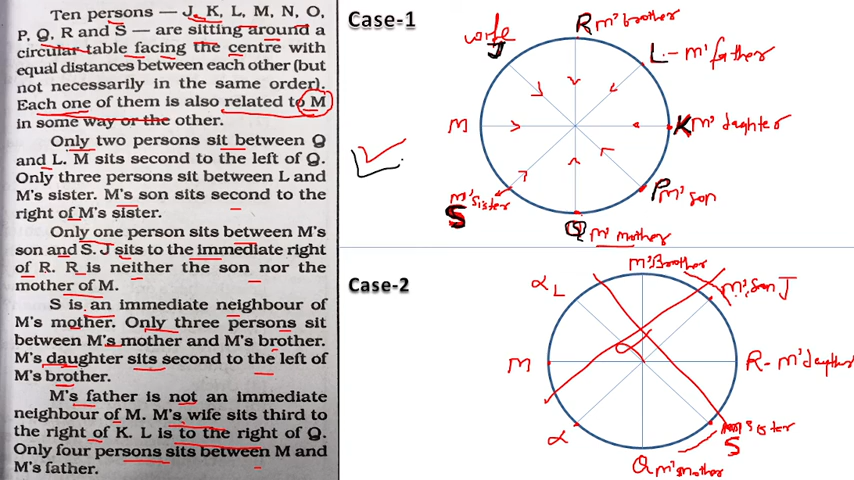 Ten persons — J, K, L, M, N, O,
P, Q, R and S — are sitting around a
circular table facing the centre with
equal distances between each other (but
not necessarily in the same order).
Each one of them is also related to M
in some way or the other.
Only two persons sit between Q
and L. M sits second to the left of Q.
Only three persons sit between L and
M's sister. M's son sits second to the
right of M's sister.
Only one person sits between M's
son and S. J sits to the immediate right
of R. R is neither the son nor the
mother of M.
S is an immediate neighbour of
M's mother. Only three persons sit
between M's mother and M's brother.
M's daughter sits second to the left of
M's brother.
M's father is not an immediate
neighbour of M. M's wife sits third to
the right of K. L is to the right of Q.
Only four persons sits between M and
M's father.
Case-1
wife
J
R m' brother
L - m' father
M
K m' daghter
m' sister
S
P m' son
Q
m' mother
Case-2
m' Brother
L
m' son J
M
R - m' daghter
S
Q m's mother